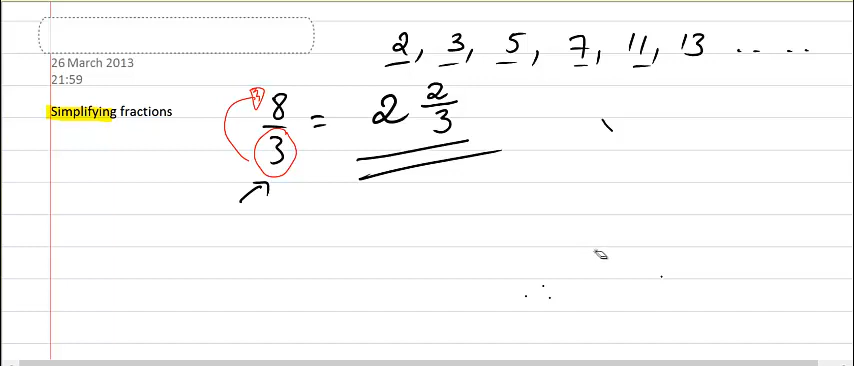 2, 3, 5, 7, 11, 13 .....
26 March 2013
21:59
Simplifying fractions
8/3 = 2 2/3